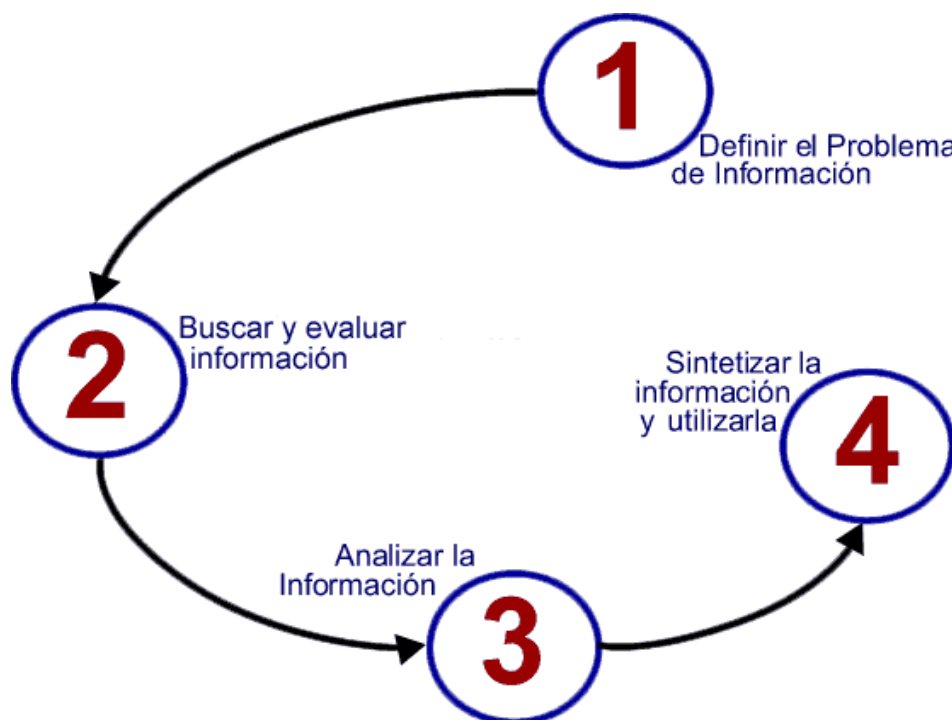 1
Definir el Problema
de Información
2
Buscar y evaluar
información
3
Analizar la
Información
4
Sintetizar la
información
y utilizarla